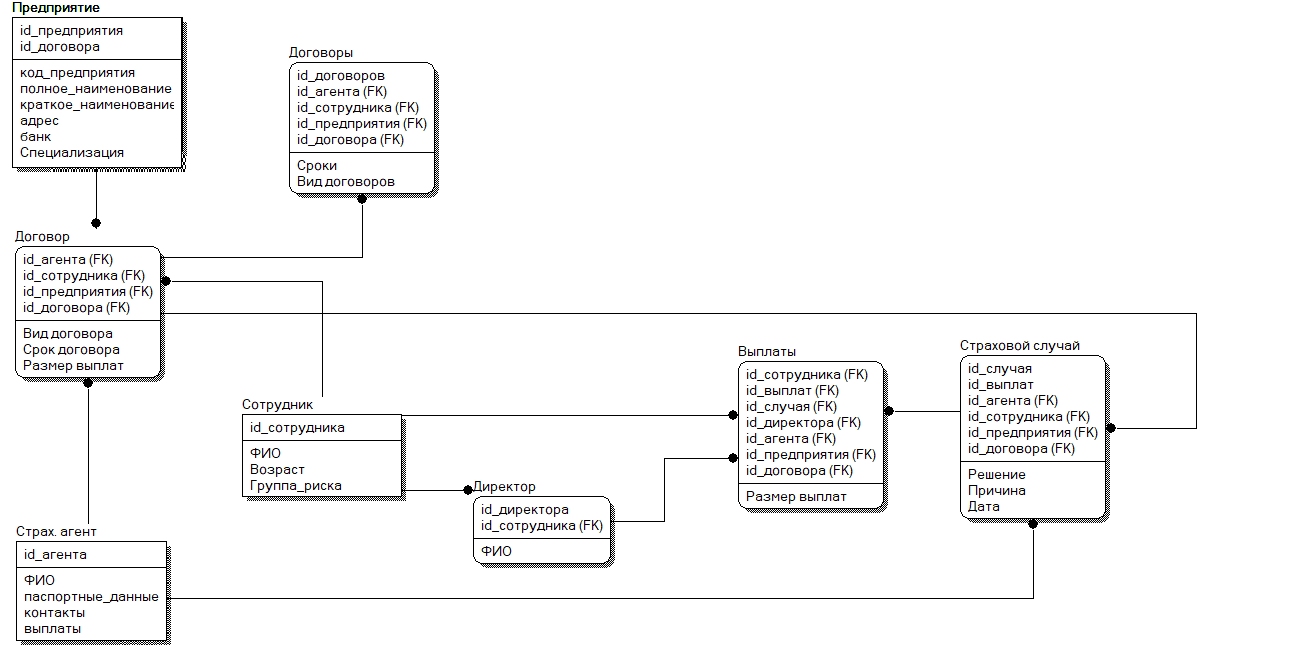 Предприятие
id_предприятия
id_договора
код_предприятия
полное_наименование
краткое_наименование
адрес
банк
Специализация
Договоры
id_договоров
id_агента (FK)
id_сотрудника (FK)
id_предприятия (FK)
id_договора (FK)
Сроки
Вид договоров
Договор
id_агента (FK)
id_сотрудника (FK)
id_предприятия (FK)
id_договора (FK)
Вид договора
Срок договора
Размер выплат
Сотрудник
id_сотрудника
ФИО
Возраст
Группа_риска
Директор
id_директора
id_сотрудника (FK)
ФИО
Выплаты
id_сотрудника (FK)
id_выплат (FK)
id_случая (FK)
id_директора (FK)
id_агента (FK)
id_предприятия (FK)
id_договора (FK)
Размер выплат
Страховой случай
id_случая
id_выплат
id_агента (FK)
id_сотрудника (FK)
id_предприятия (FK)
id_договора (FK)
Решение
Причина
Дата
Страх. агент
id_агента
ФИО
паспортные_данные
контакты
выплаты